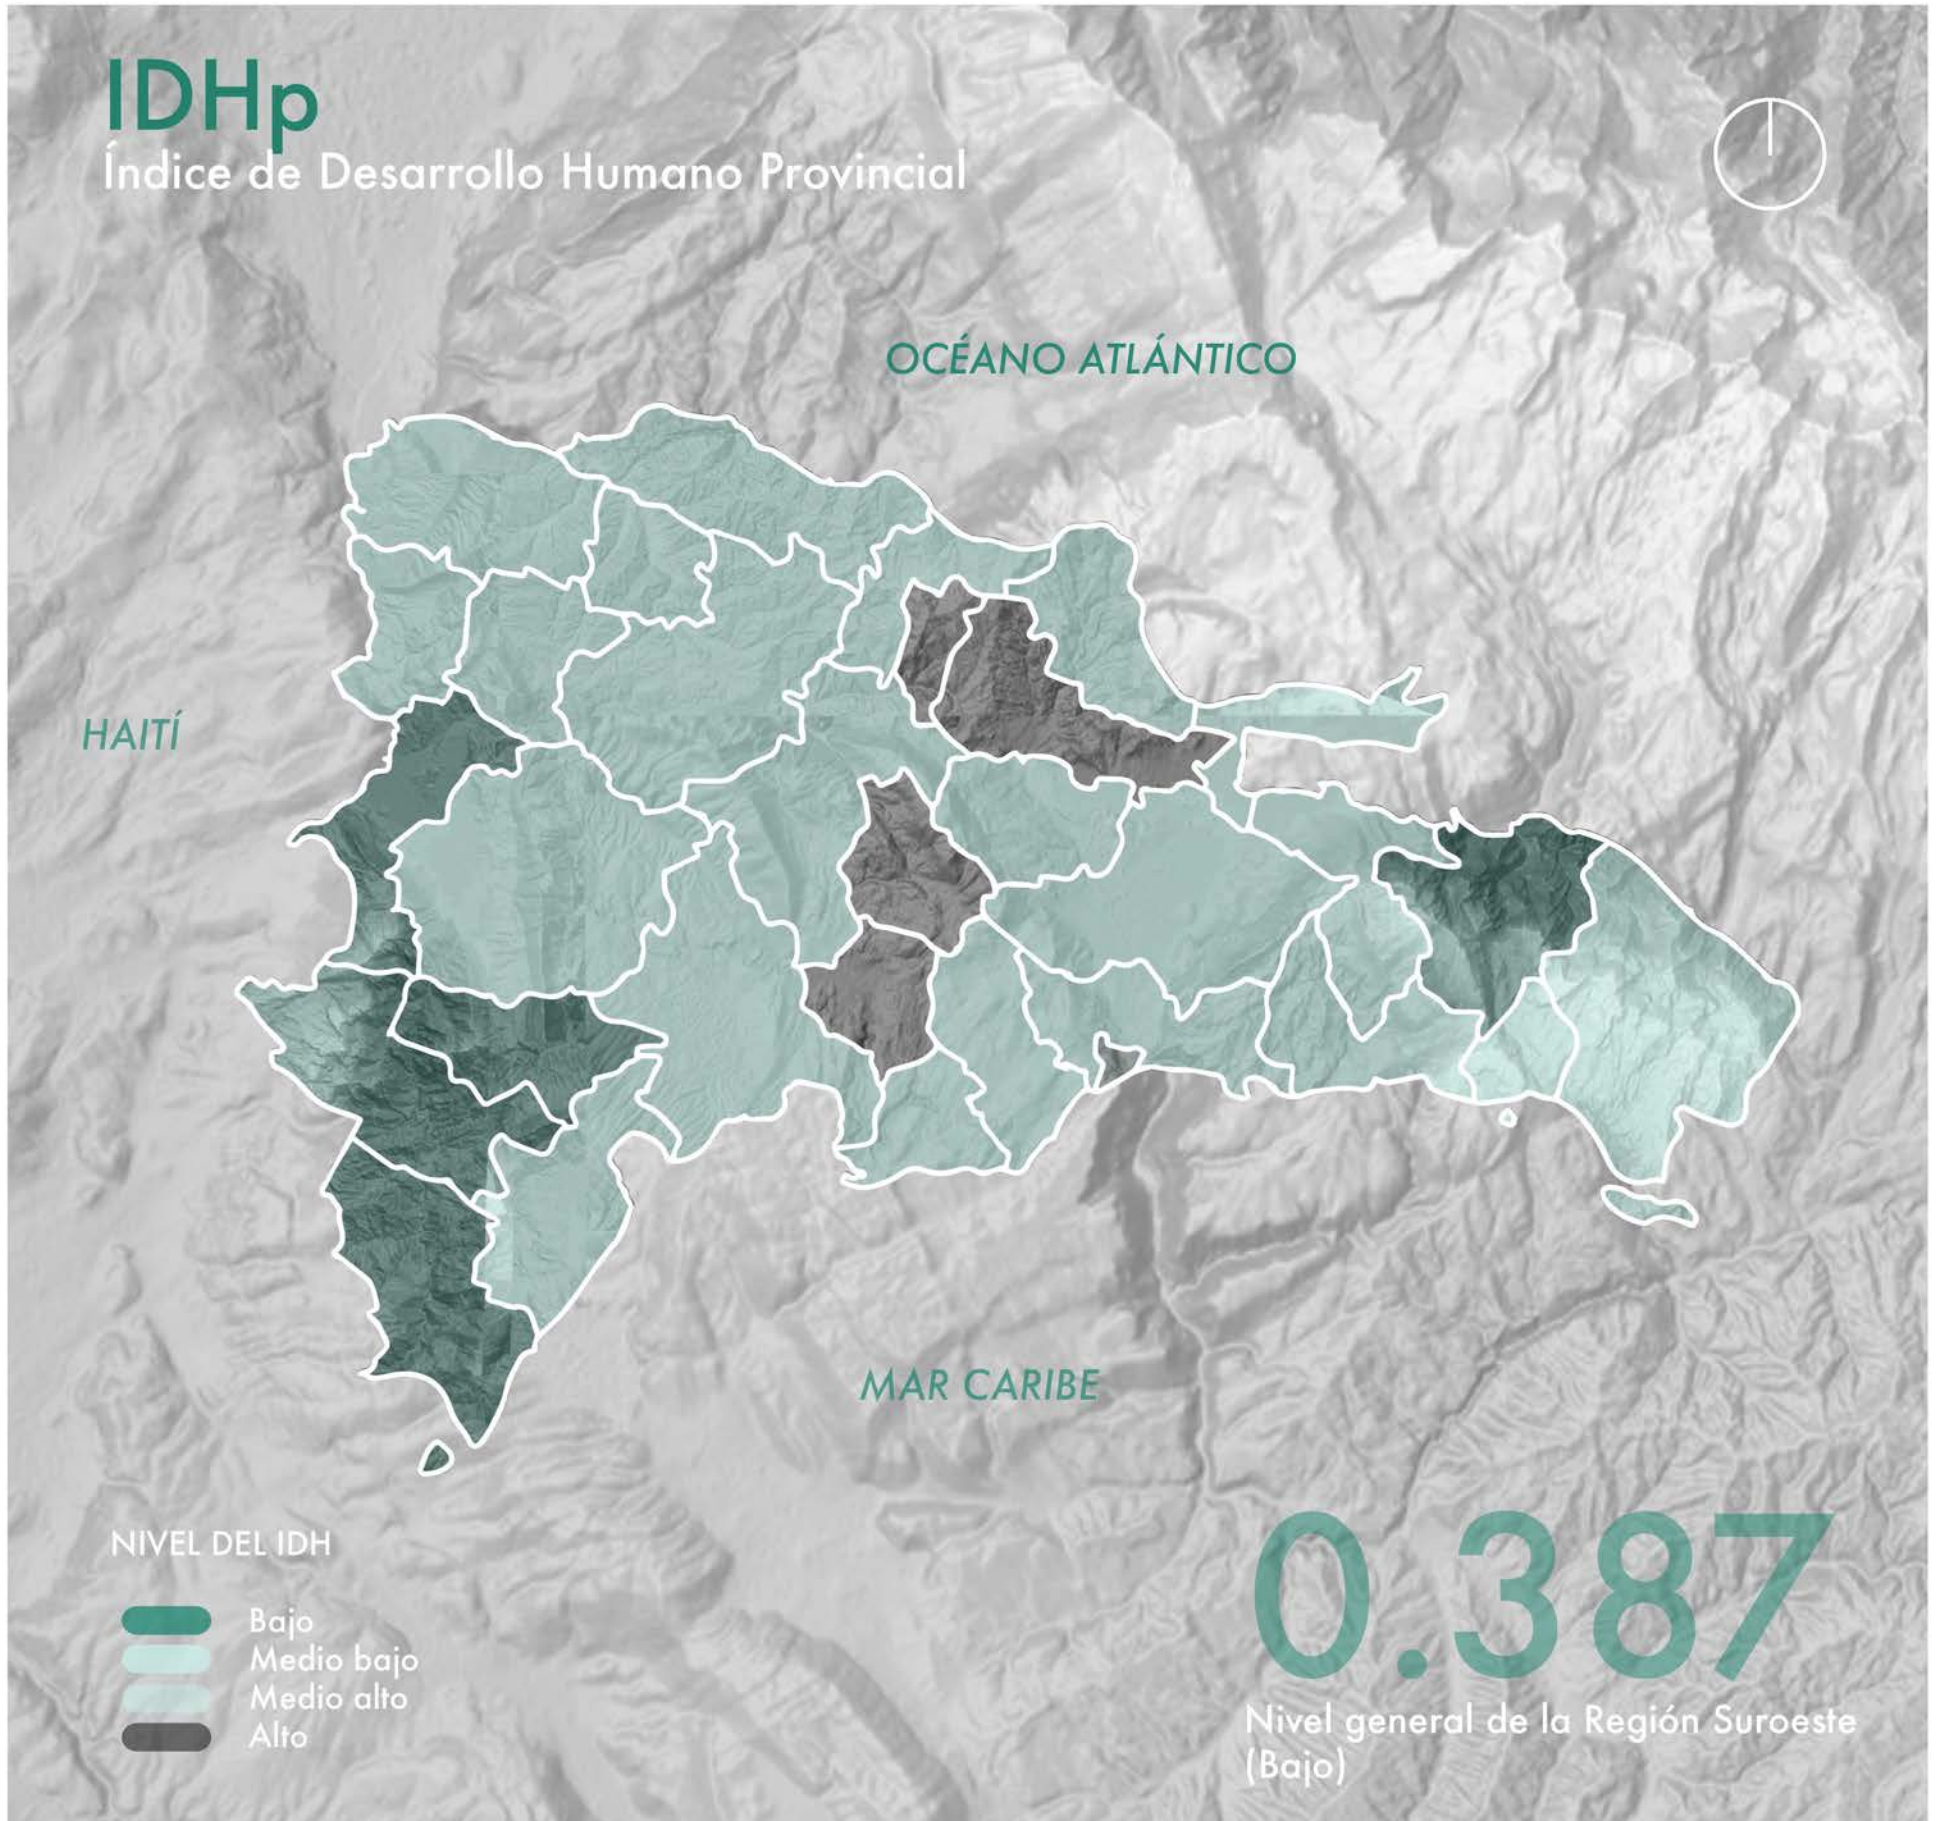 IDHp
Índice de Desarrollo Humano Provincial
OCÉANO ATLÁNTICO
HAITÍ
MAR CARIBE
NIVEL DEL IDH
Bajo
Medio bajo
Medio alto
Alto
0.387
Nivel general de la Región Suroeste
(Bajo)